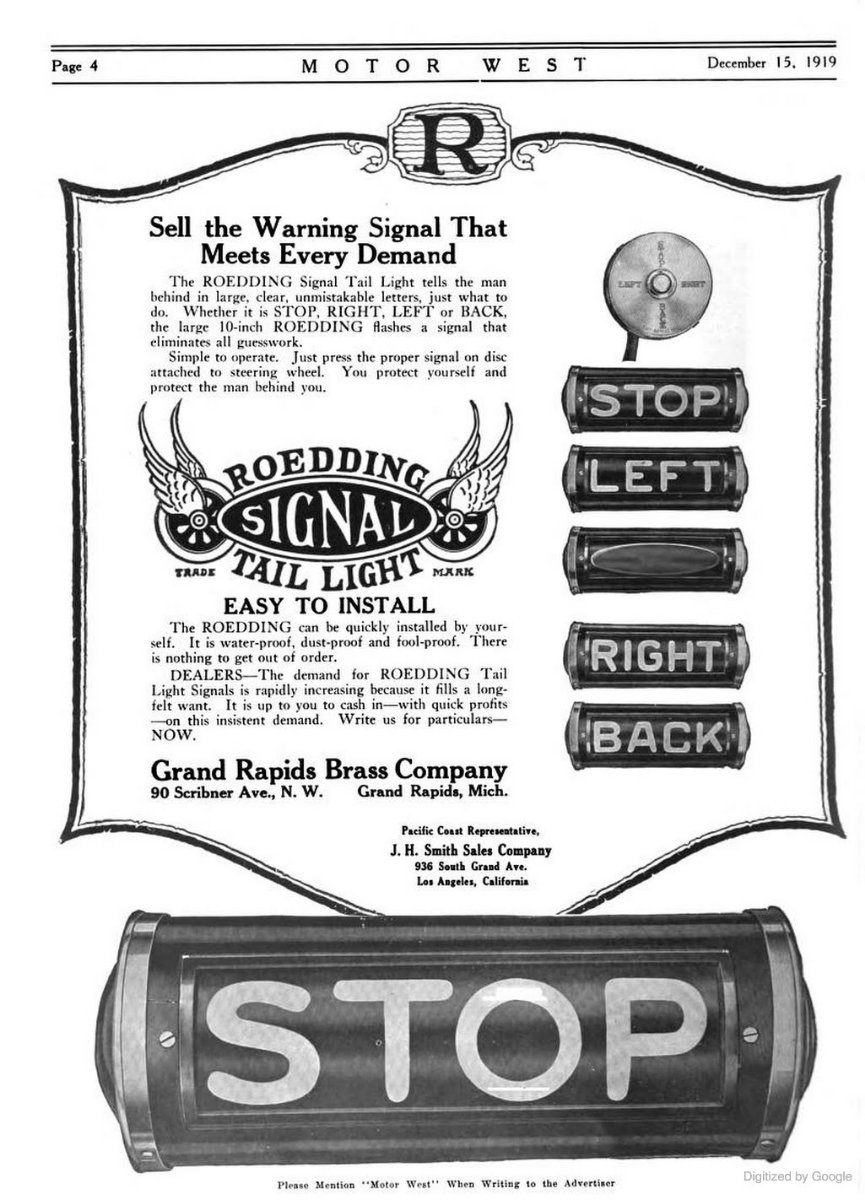 Page 4
MOTOR WEST
December 15, 1919
R
Sell the Warning Signal That
Meets Every Demand
The ROEDDING Signal Tail Light tells the man
behind in large, clear, unmistakable letters, just what to
do. Whether it is STOP, RIGHT, LEFT or BACK,
the large 10-inch ROEDDING flashes a signal that
eliminates all guesswork.
Simple to operate. Just press the proper signal on disc
attached to steering wheel. You protect yourself and
protect the man behind you.
ROEDDING
SIGNAL
TAIL LIGHT
TRADE MARK
EASY TO INSTALL
The ROEDDING can be quickly installed by your-
self. It is water-proof, dust-proof and fool-proof. There
is nothing to get out of order.
DEALERS—The demand for ROEDDING Tail
Light Signals is rapidly increasing because it fills a long-
felt want. It is up to you to cash in—with quick profits
—on this insistent demand. Write us for particulars—
NOW.
Grand Rapids Brass Company
90 Scribner Ave., N. W. Grand Rapids, Mich.
STOP
LEFT RIGHT
BACK
STOP
LEFT
RIGHT
BACK
Pacific Coast Representative,
J. H. Smith Sales Company
936 South Grand Ave.
Los Angeles, California
STOP
Please Mention "Motor West" When Writing to the Advertiser
Digitized by Google